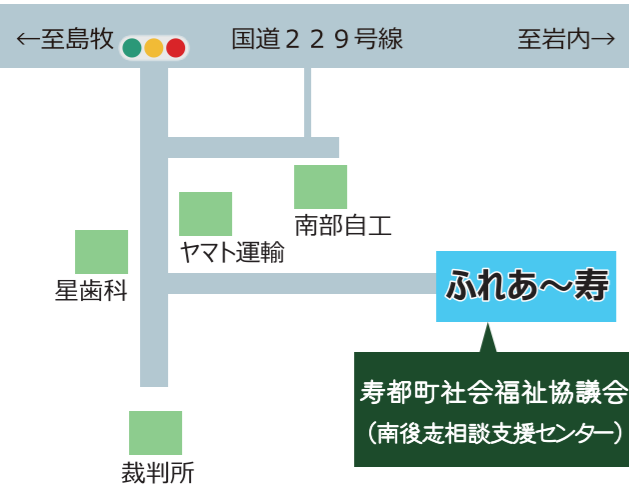 ←至島牧
国道２２９号線
至岩内→
南部自工
ヤマト運輸
星歯科
ふれあ～寿
寿都町社会福祉協議会
（南後志相談支援センター）
裁判所